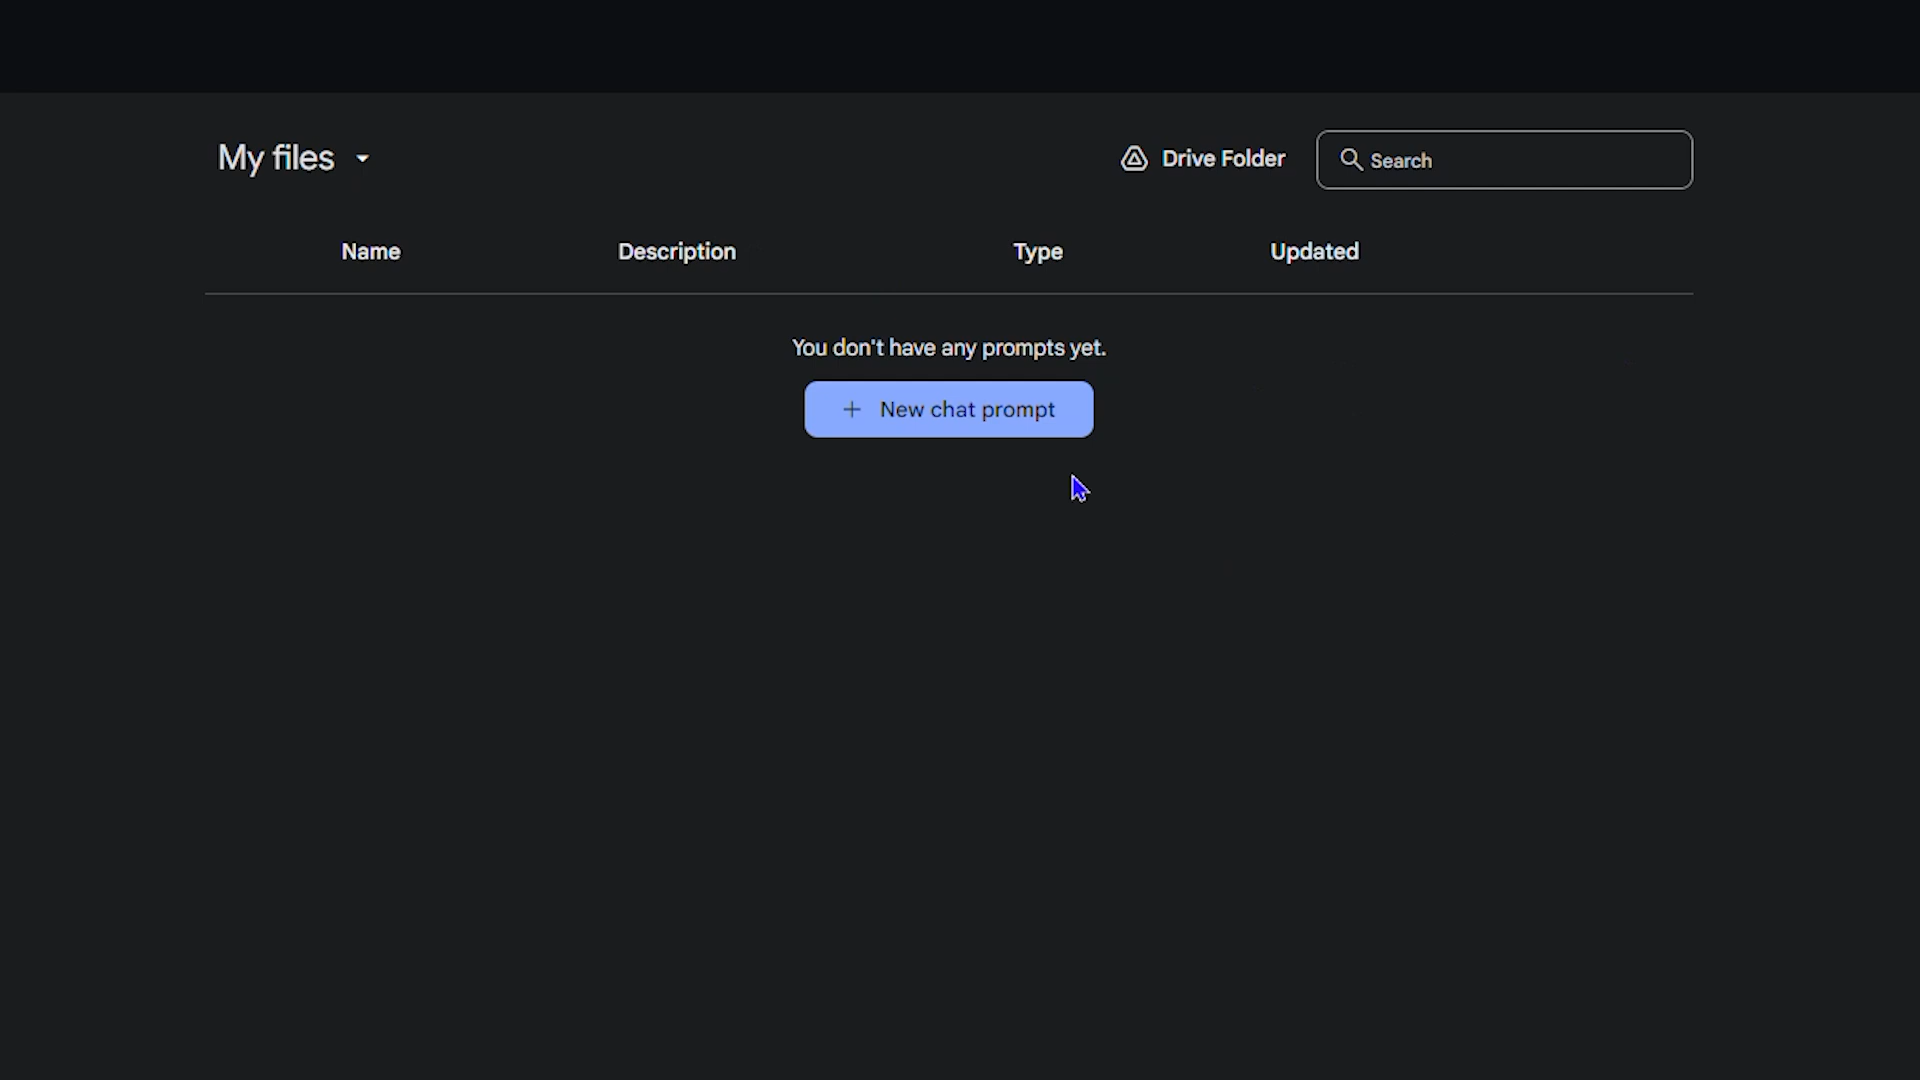 My files
Drive Folder
Search
Name Description Type Updated
You don't have any prompts yet.
New chat prompt